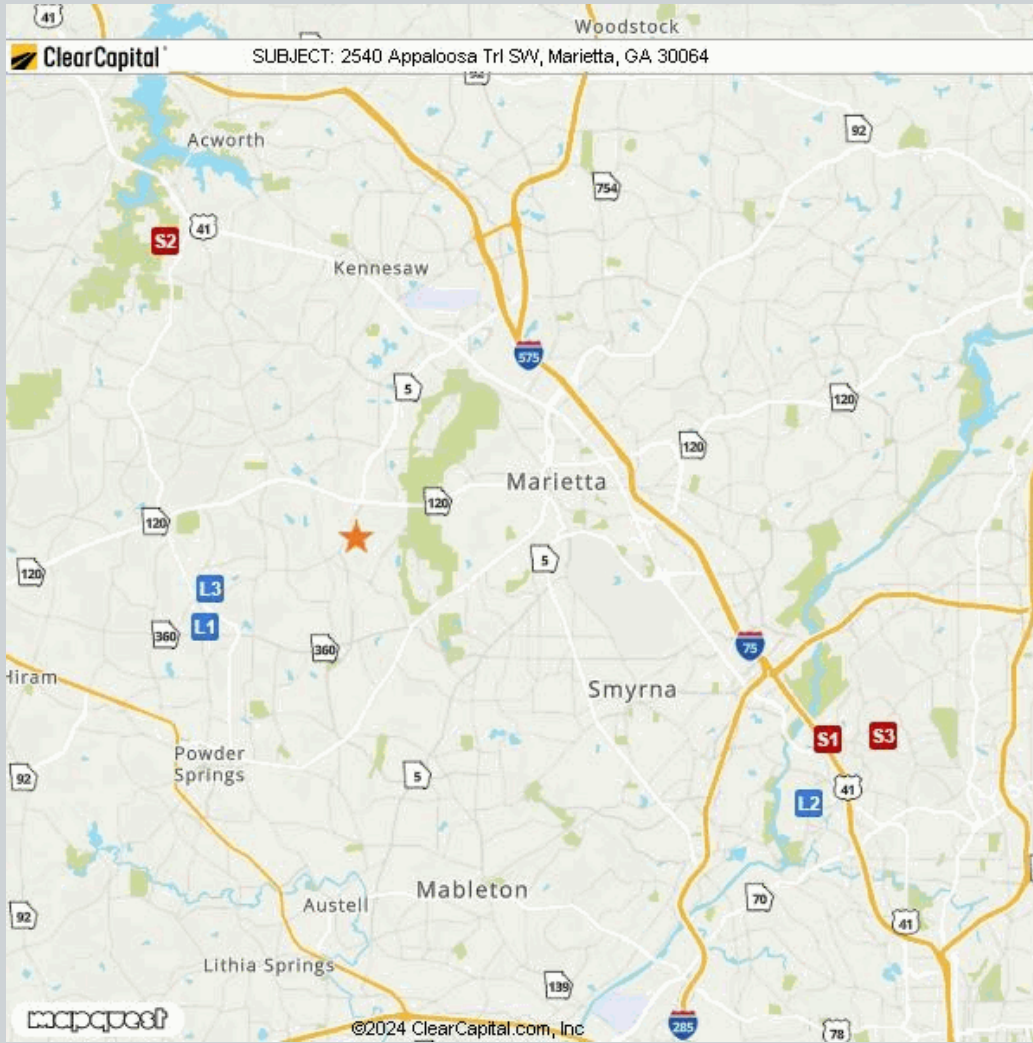 41
Woodstock
ClearCapital
SUBJECT: 2540 Appaloosa Trl SW, Marietta, GA 30064
92
Acworth
92
754
S2
41
Kennesaw
575
5
120
120
Marietta
120
120
5
120
L3
L1
360
360
75
Hiram
Smyrna
S1
S3
Powder
Springs
92
5
41
L2
Mableton
70
Austell
92
41
Lithia Springs
139
mapquest
©2024 ClearCapital.com, Inc
285
78